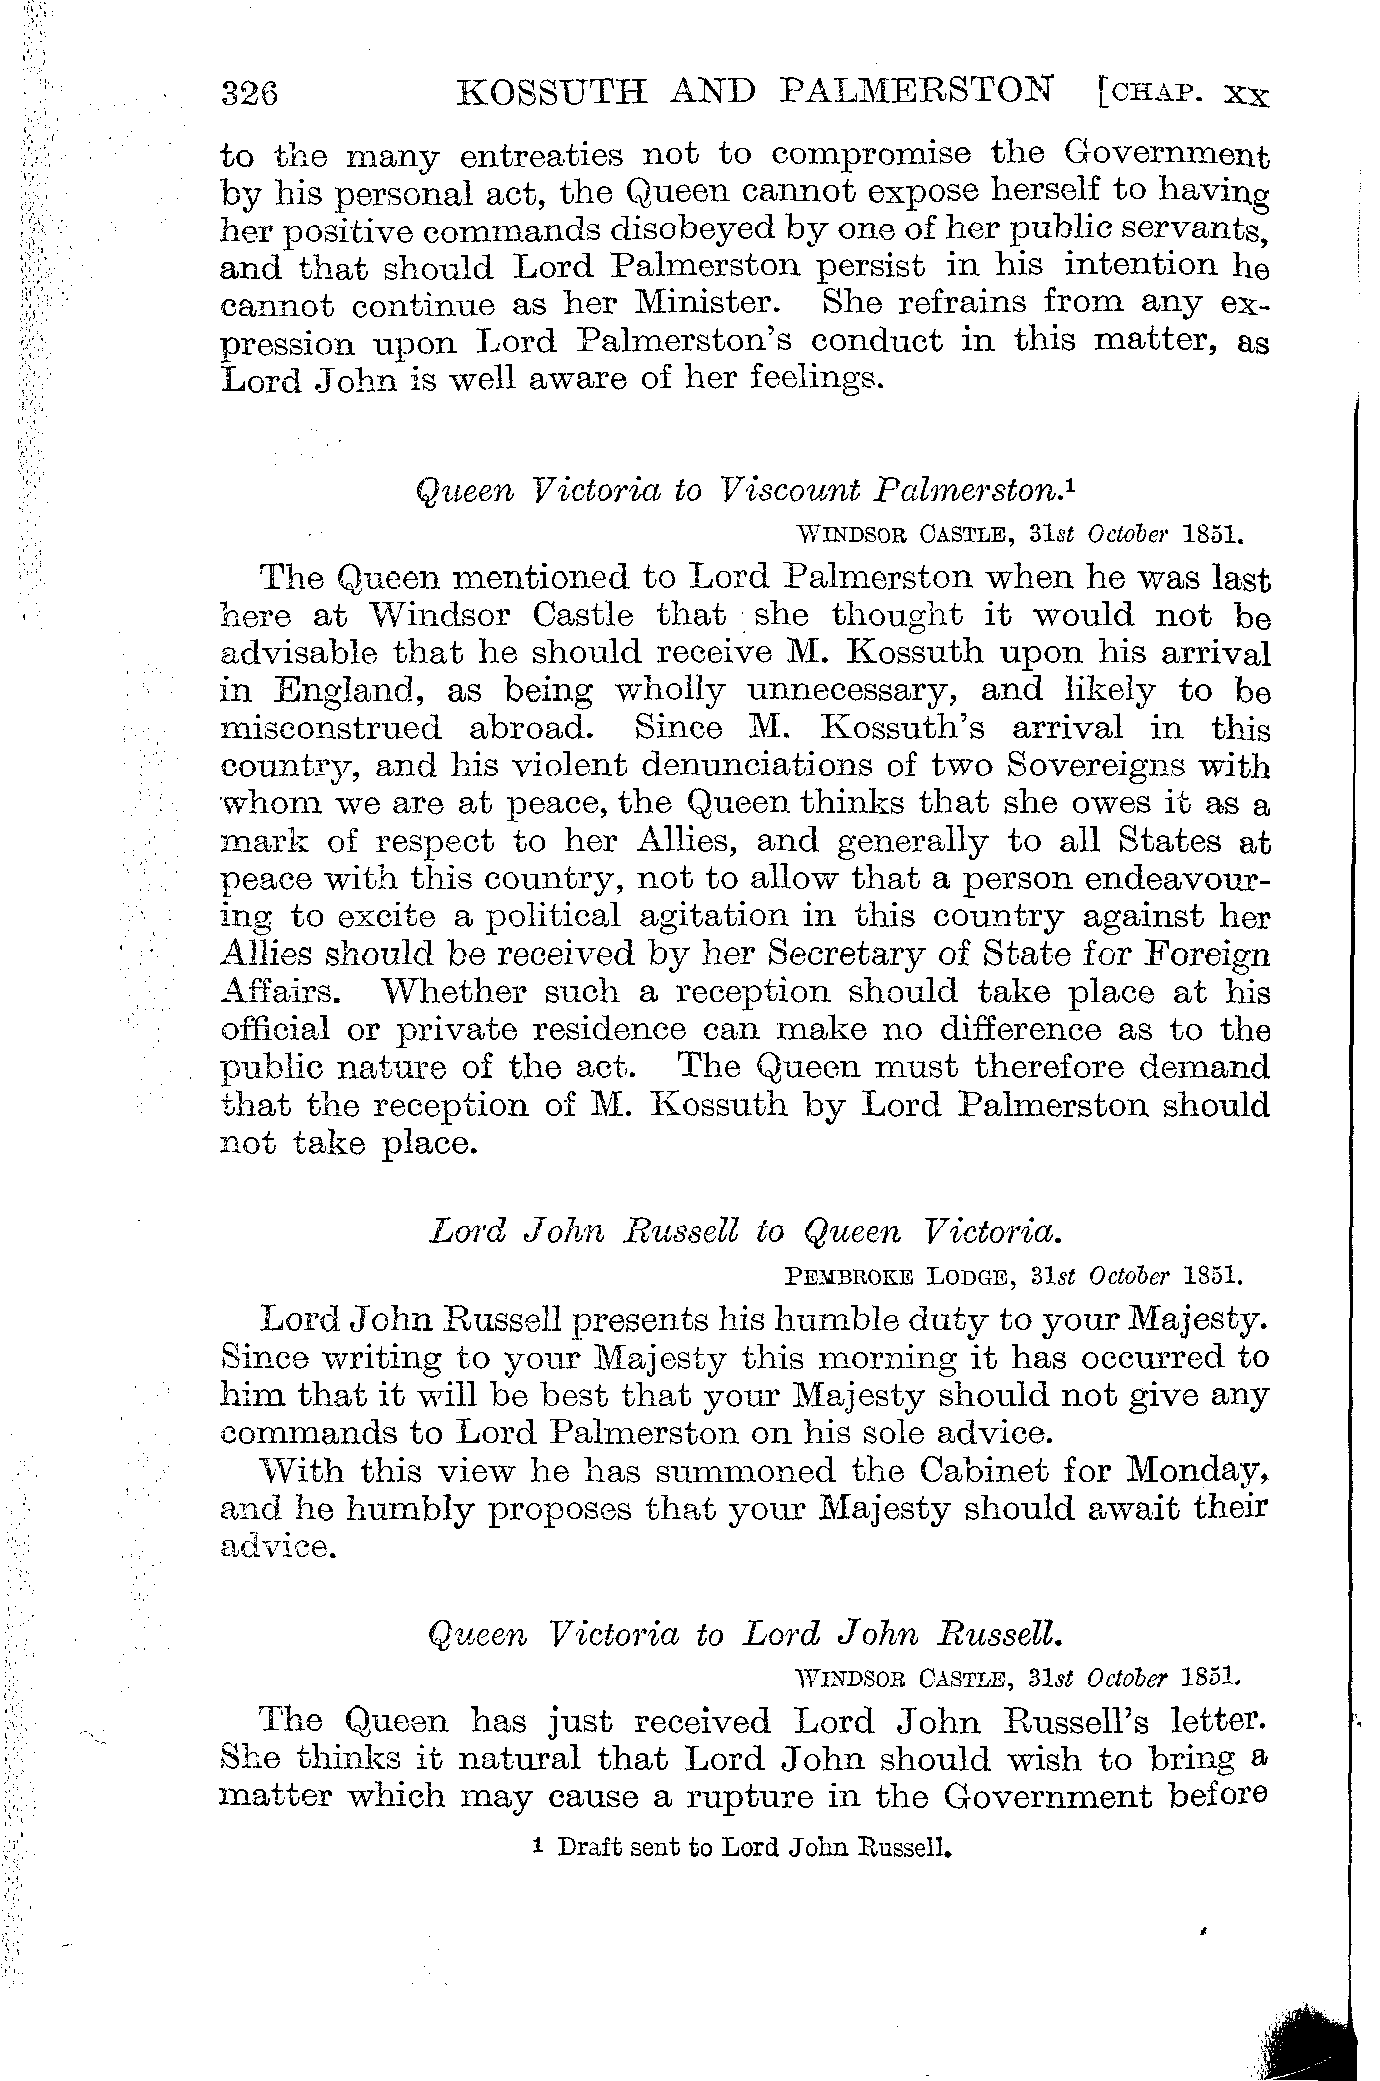 326 KOSSUTH AND PALMERSTON [CHAP. XX
to the many entreaties not to compromise the Government
by his personal act, the Queen cannot expose herself to having
her positive commands disobeyed by one of her public servants,
and that should Lord Palmerston persist in his intention he
cannot continue as her Minister. She refrains from any ex-
pression upon Lord Palmerston's conduct in this matter, as
Lord John is well aware of her feelings.
Queen Victoria to Viscount Palmerston.¹
WINDSOR CASTLE, 31st October 1851.
The Queen mentioned to Lord Palmerston when he was last
here at Windsor Castle that she thought it would not be
advisable that he should receive M. Kossuth upon his arrival
in England, as being wholly unnecessary, and likely to be
misconstrued abroad. Since M. Kossuth's arrival in this
country, and his violent denunciations of two Sovereigns with
whom we are at peace, the Queen thinks that she owes it as a
mark of respect to her Allies, and generally to all States at
peace with this country, not to allow that a person endeavour-
ing to excite a political agitation in this country against her
Allies should be received by her Secretary of State for Foreign
Affairs. Whether such a reception should take place at his
official or private residence can make no difference as to the
public nature of the act. The Queen must therefore demand
that the reception of M. Kossuth by Lord Palmerston should
not take place.
Lord John Russell to Queen Victoria.
PEMBROKE LODGE, 31st October 1851.
Lord John Russell presents his humble duty to your Majesty.
Since writing to your Majesty this morning it has occurred to
him that it will be best that your Majesty should not give any
commands to Lord Palmerston on his sole advice.
With this view he has summoned the Cabinet for Monday,
and he humbly proposes that your Majesty should await their
advice.
Queen Victoria to Lord John Russell.
WINDSOR CASTLE, 31st October 1851.
The Queen has just received Lord John Russell's letter.
She thinks it natural that Lord John should wish to bring a
matter which may cause a rupture in the Government before
1 Draft sent to Lord John Russell.